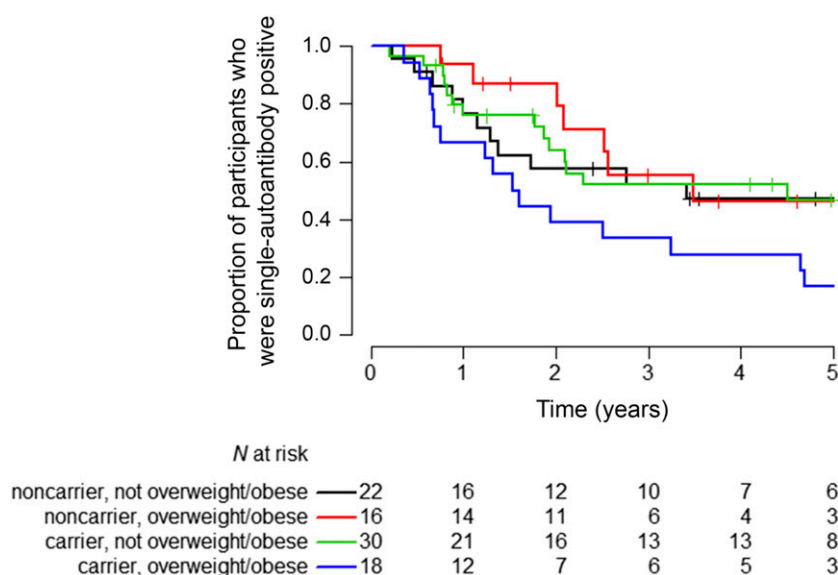 Proportion of participants who
were single-autoantibody positive
1.0
0.8
0.6
0.4
0.2
0.0
0 1 2 3 4 5
Time (years)
N at risk
noncarrier, not overweight/obese 22 16 12 10 7 6
noncarrier, overweight/obese 16 14 11 6 4 3
carrier, not overweight/obese 30 21 16 13 13 8
carrier, overweight/obese 18 12 7 6 5 3